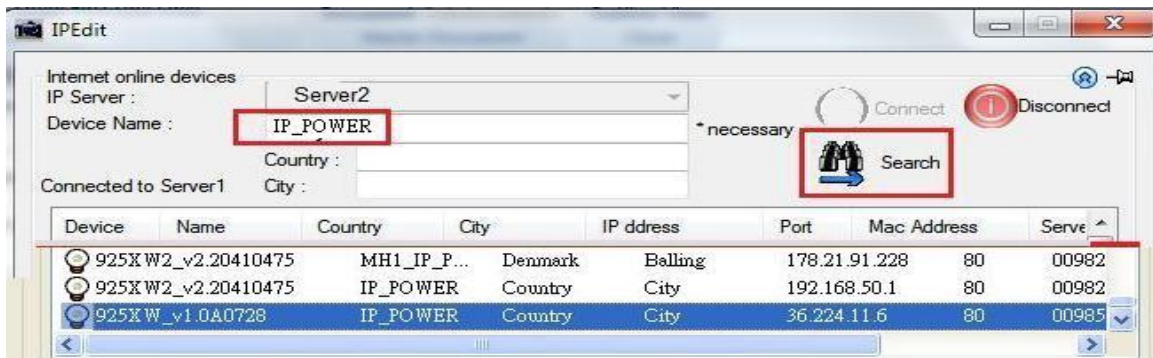 IPEdit
Internet online devices
IP Server : Server2
Connect Disconnect
Device Name : IP_POWER * necessary
Country : Search
Connected to Server1 City :
Device Name Country City IP ddress Port Mac Address Serve
925XW2_v2.20410475 MH1_IP_P... Denmark Balling 178.21.91.228 80 00982
925XW2_v2.20410475 IP_POWER Country City 192.168.50.1 80 00982
925XW_v1.0A0728 IP_POWER Country City 36.224.11.6 80 00985